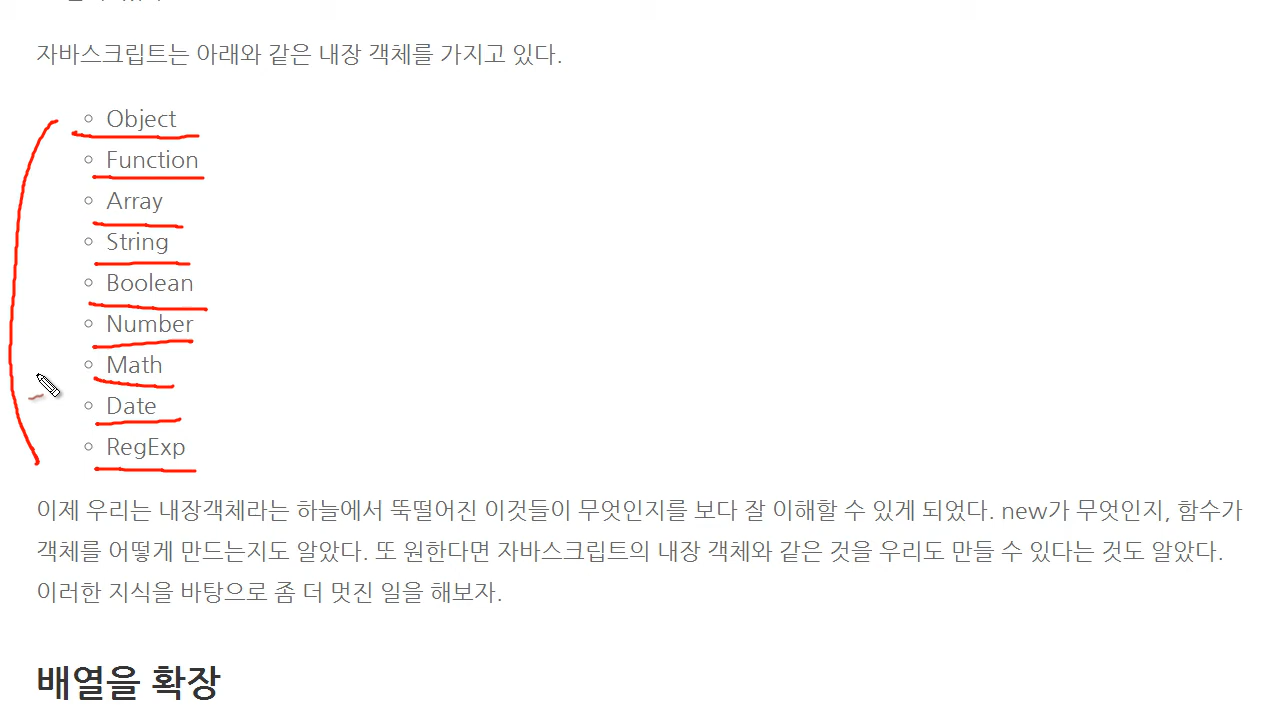 자바스크립트는 아래와 같은 내장 객체를 가지고 있다.
Object
Function
Array
String
Boolean
Number
Math
Date
RegExp
이제 우리는 내장객체라는 하늘에서 뚝떨어진 이것들이 무엇인지를 보다 잘 이해할 수 있게 되었다. new가 무엇인지, 함수가
객체를 어떻게 만드는지도 알았다. 또 원한다면 자바스크립트의 내장 객체와 같은 것을 우리도 만들 수 있다는 것도 알았다.
이러한 지식을 바탕으로 좀 더 멋진 일을 해보자.
배열을 확장